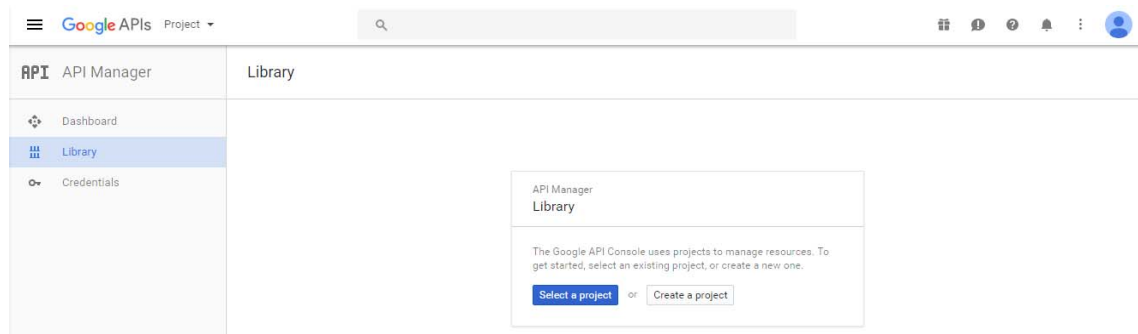 Google APIs Project
API API Manager
Library
Dashboard
Library
Credentials
API Manager
Library
The Google API Console uses projects to manage resources. To
get started, select an existing project, or create a new one.
Select a project or Create a project